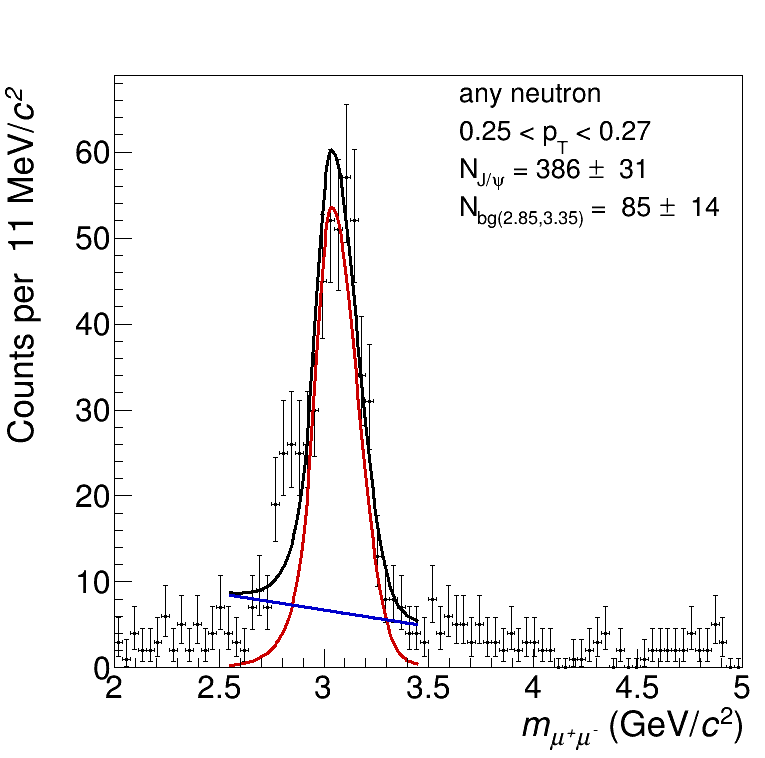 any neutron
0.25 < p_T < 0.27
N_J/ψ = 386 ± 31
N_bg(2.85,3.35) = 85 ± 14
Counts per 11 MeV/c²
60
50
40
30
20
10
0
2 2.5 3 3.5 4 4.5 5
m_μ⁺μ⁻ (GeV/c²)